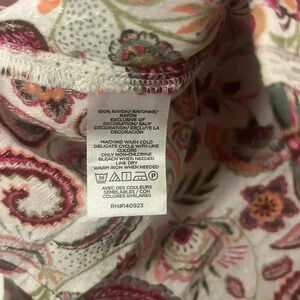 100% RAYON/RAYONNE/
RAYON
EXCLUSIVE OF
DECORATION/SAUF
DECORATION/EXCLUYE LA
DECORACIÓN
MACHINE WASH COLD
DELICATE CYCLE WITH LIKE
COLORS
ONLY NON-CHLORINE
BLEACH WHEN NEEDED
LINE DRY
WARM IRON WHEN NEEDED
AVEC DES COULEURS
SEMBLABLES / CON
COLORES SIMILARES
RN#140923